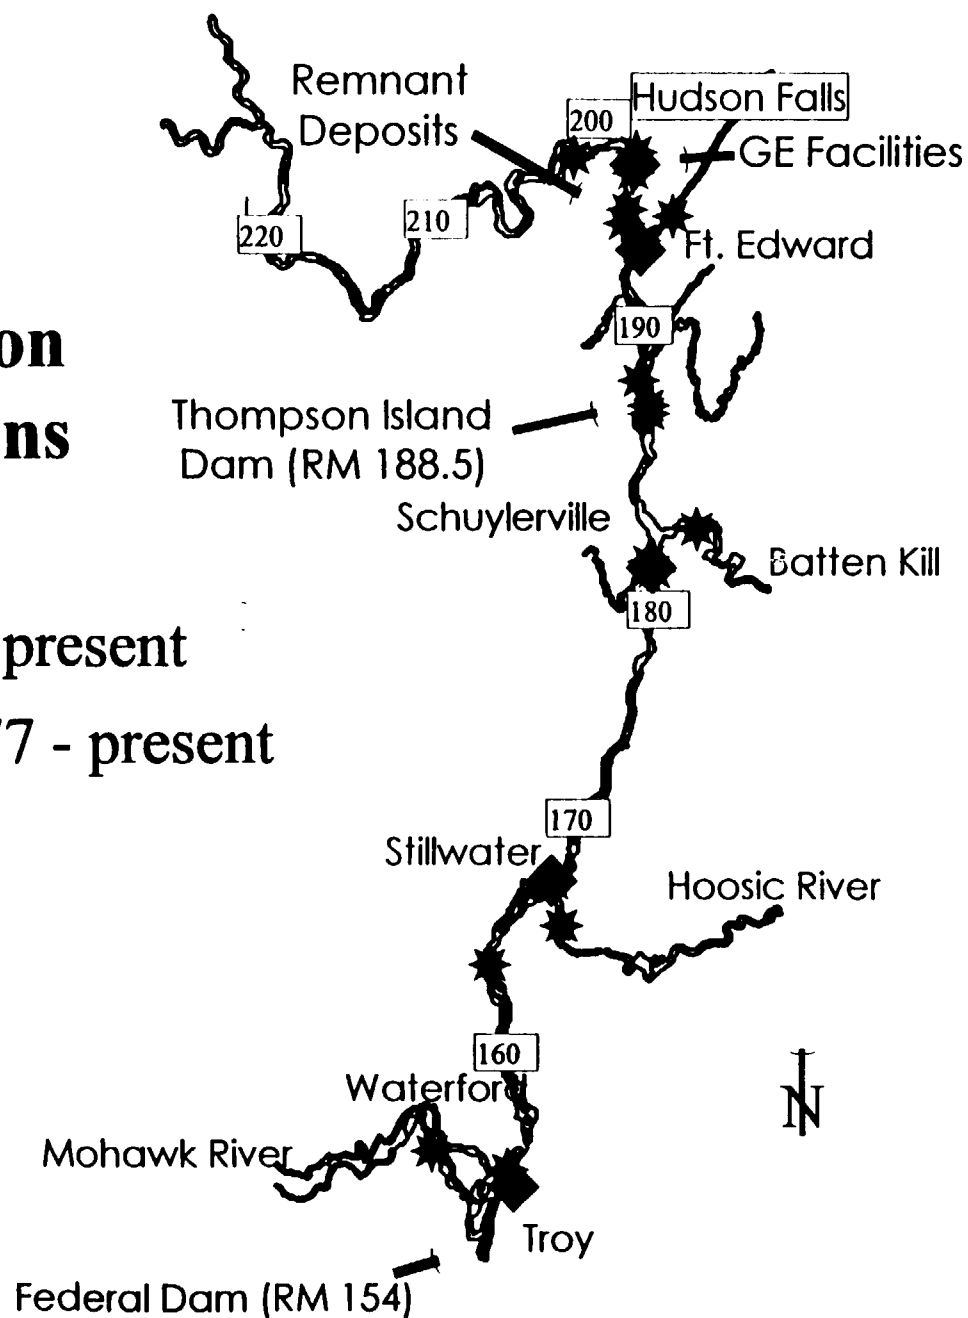 Remnant
Deposits
200
Hudson Falls
GE Facilities
220
210
Ft. Edward
190
on
ns
Thompson Island
Dam (RM 188.5)
Schuylerville
Batten Kill
180
present
77 - present
170
Stillwater
Hoosic River
160
Waterford
N
Mohawk River
Troy
Federal Dam (RM 154)